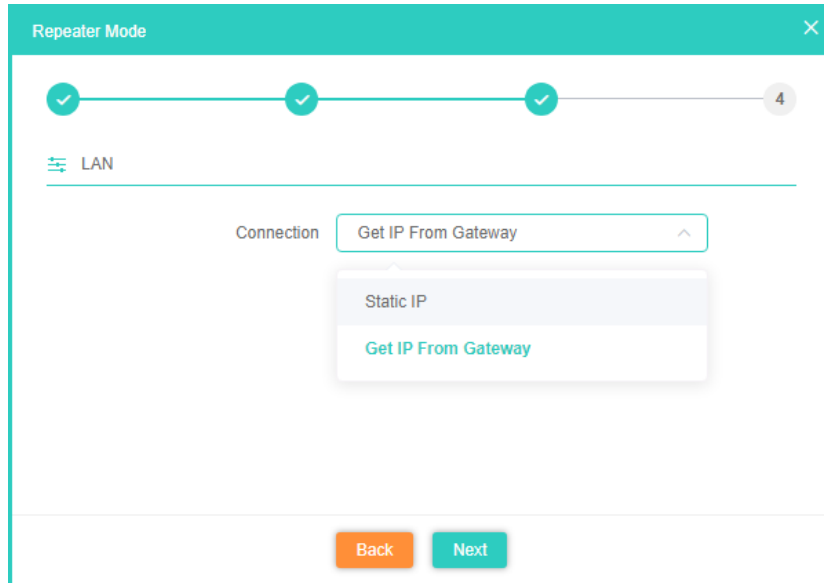 Repeater Mode
4
LAN
Connection Get IP From Gateway
Static IP
Get IP From Gateway
Back Next